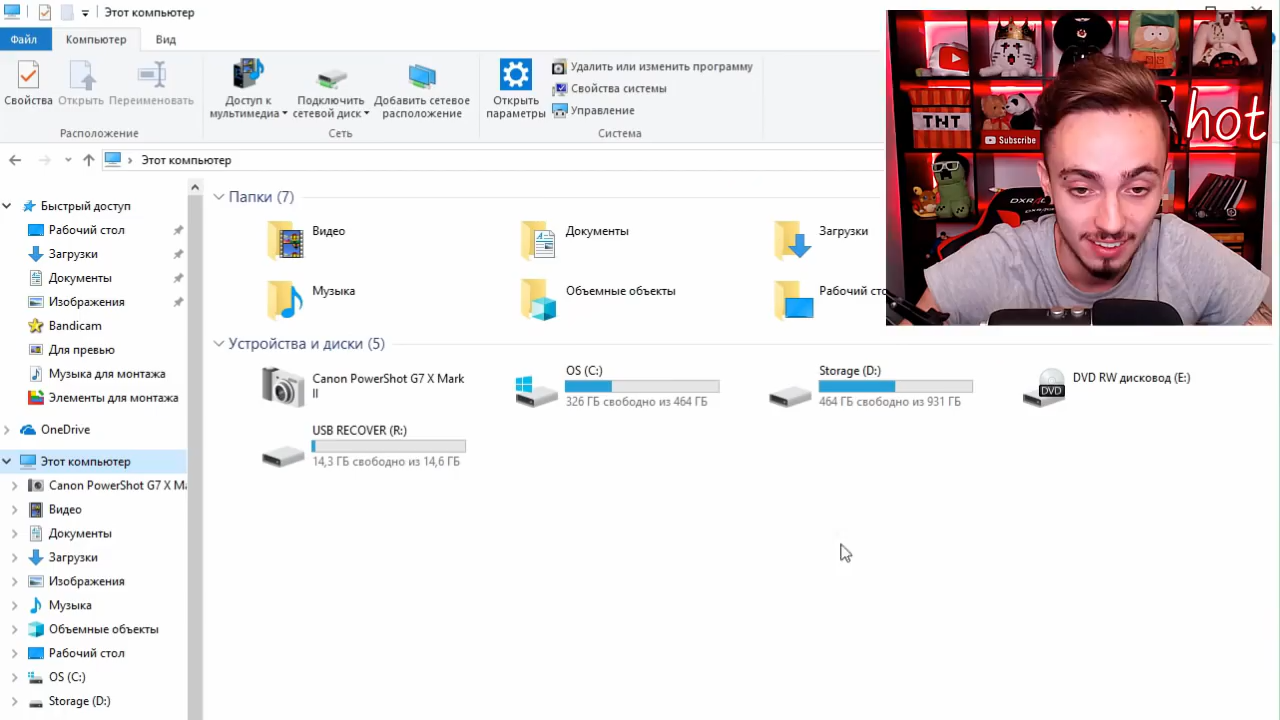 Этот компьютер
Файл
Компьютер
Вид
Свойства
Открыть
Переименовать
Расположение
Доступ к
мультимедиа
Подключить
сетевой диск
Добавить сетевое
расположение
Сеть
Открыть
параметры
Удалить или изменить программу
Свойства системы
Управление
Система
Этот компьютер
Быстрый доступ
Рабочий стол
Загрузки
Документы
Изображения
Bandicam
Для превью
Музыка для монтажа
Элементы для монтажа
OneDrive
Этот компьютер
Canon PowerShot G7 X Ma
Видео
Документы
Загрузки
Изображения
Музыка
Объемные объекты
Рабочий стол
OS (C:)
Storage (D:)
Папки (7)
Видео
Документы
Загрузки
Музыка
Объемные объекты
Рабочий сто
Устройства и диски (5)
Canon PowerShot G7 X Mark
II
OS (C:)
326 ГБ свободно из 464 ГБ
Storage (D:)
464 ГБ свободно из 931 ГБ
DVD RW дисковод (E:)
DVD
USB RECOVER (R:)
14,3 ГБ свободно из 14,6 ГБ
TNT
Subscribe
hot
DXR